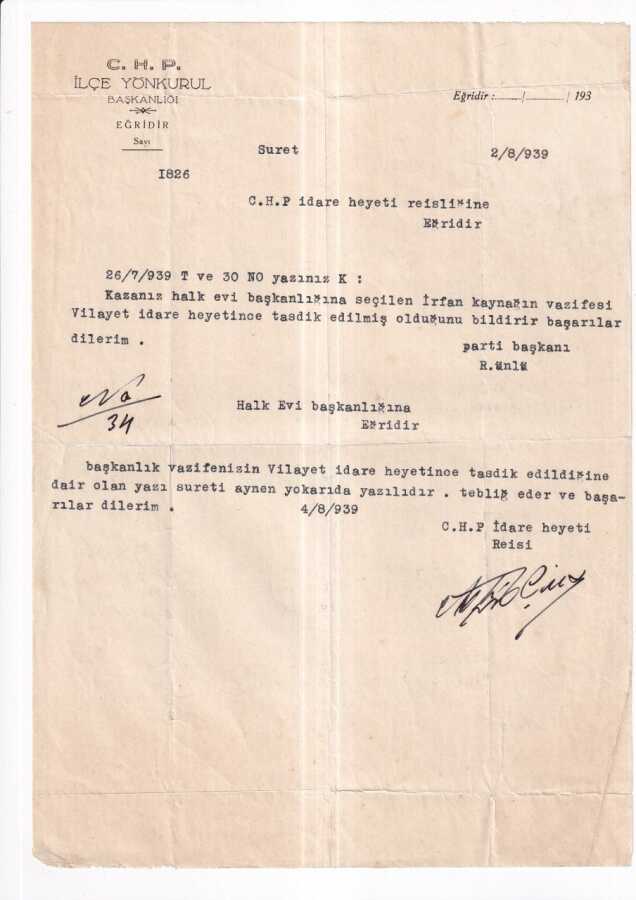 C. H. P.
İLÇE YÖNKURUL
BAŞKANLIĞI
EĞRİDİR
Sayı
Eğridir :....../......../ 193
Suret
2/8/939
I826
C.H.P idare heyeti reisliğine
Eğridir
26/7/939 T ve 30 NO yazınız K :
Kazanız halk evi başkanlığına seçilen İrfan kaynağın vazifesi
Vilayet idare heyetince tasdik edilmiş olduğunu bildirir başarılar
dilerim .
parti başkanı
R.ünlü
No
34
Halk Evi başkanlığına
Eğridir
başkanlık vazifenizin Vilayet idare heyetince tasdik edildiğine
dair olan yazı sureti aynen yokarıda yazılıdır . tebliğ eder ve başa-
rılar dilerim .
4/8/939
C.H.P İdare heyeti
Reisi